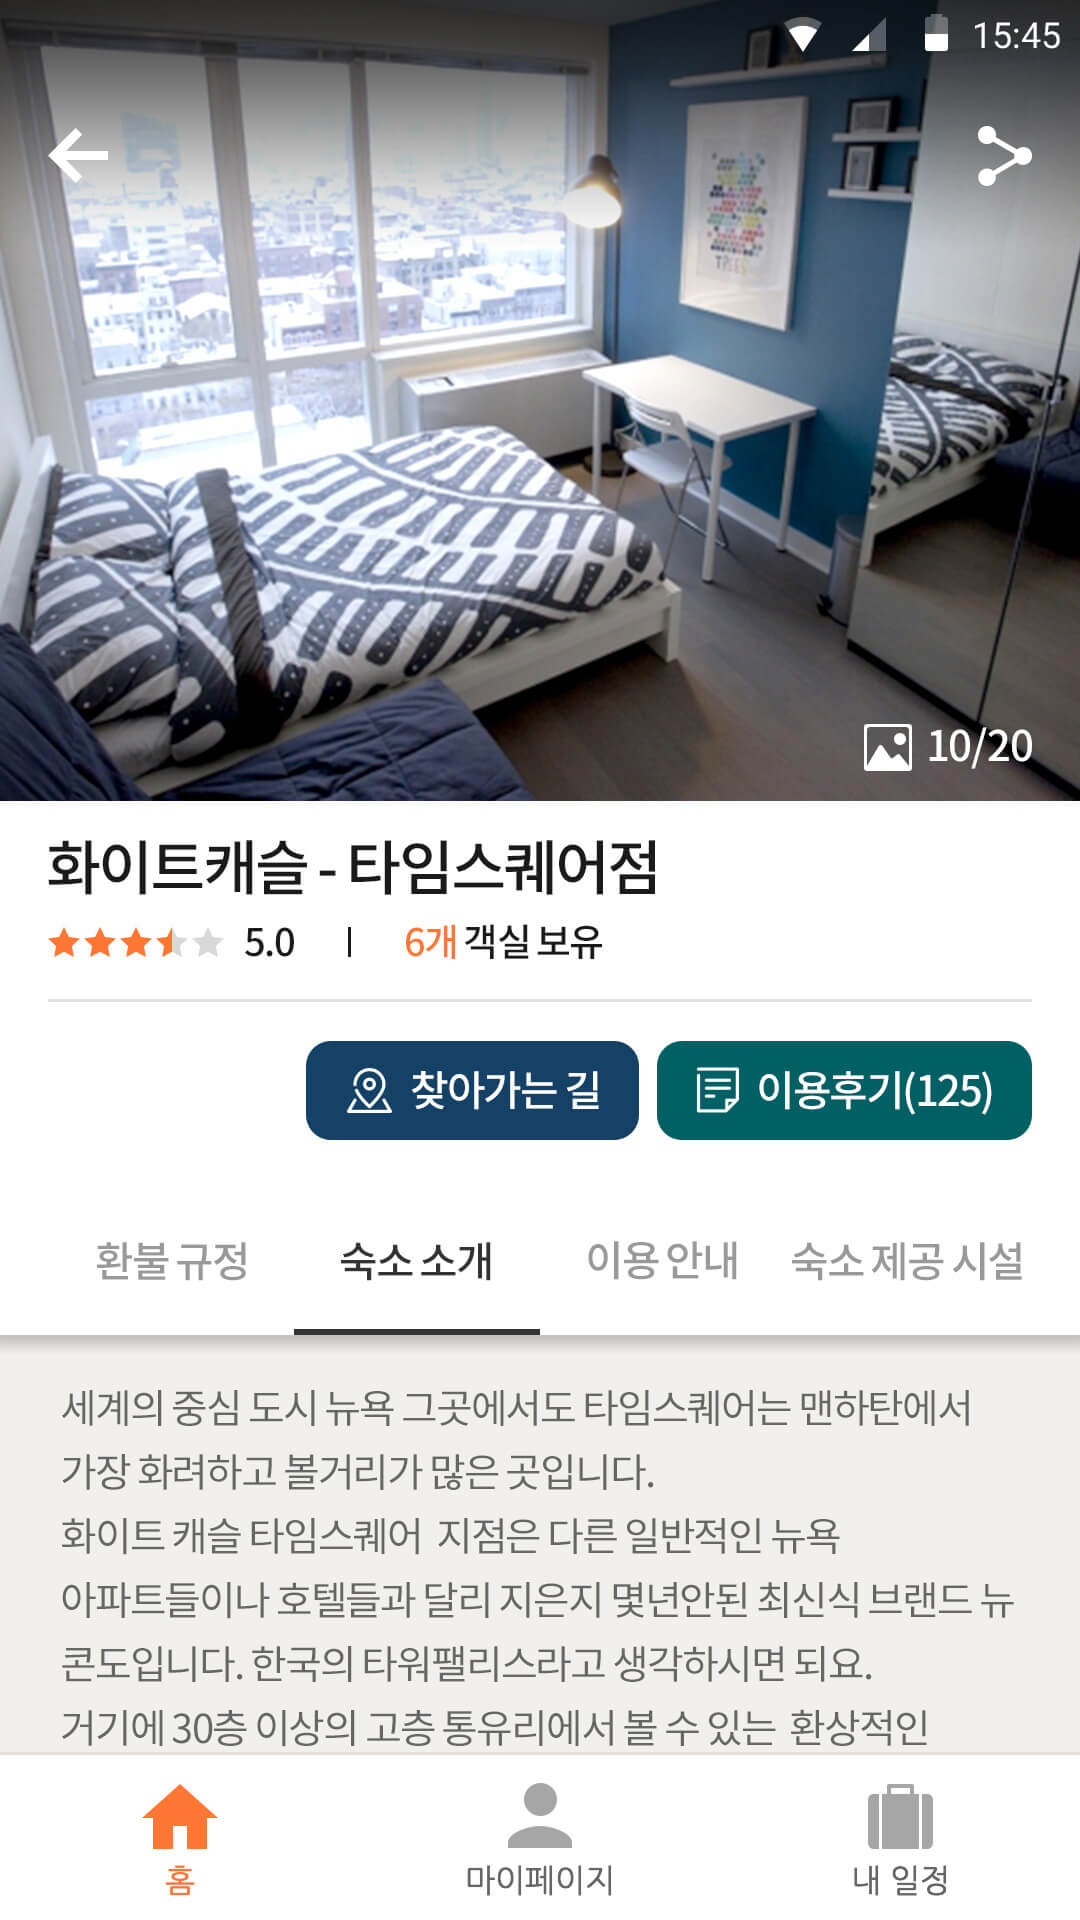 15:45
10/20
화이트캐슬 - 타임스퀘어점
5.0 | 6개 객실 보유
찾아가는 길 이용후기(125)
환불 규정 숙소 소개 이용 안내 숙소 제공 시설
세계의 중심 도시 뉴욕 그곳에서도 타임스퀘어는 맨하탄에서
가장 화려하고 볼거리가 많은 곳입니다.
화이트 캐슬 타임스퀘어 지점은 다른 일반적인 뉴욕
아파트들이나 호텔들과 달리 지은지 몇년안된 최신식 브랜드 뉴
콘도입니다. 한국의 타워팰리스라고 생각하시면 되요.
거기에 30층 이상의 고층 통유리에서 볼 수 있는 환상적인
홈 마이페이지 내 일정